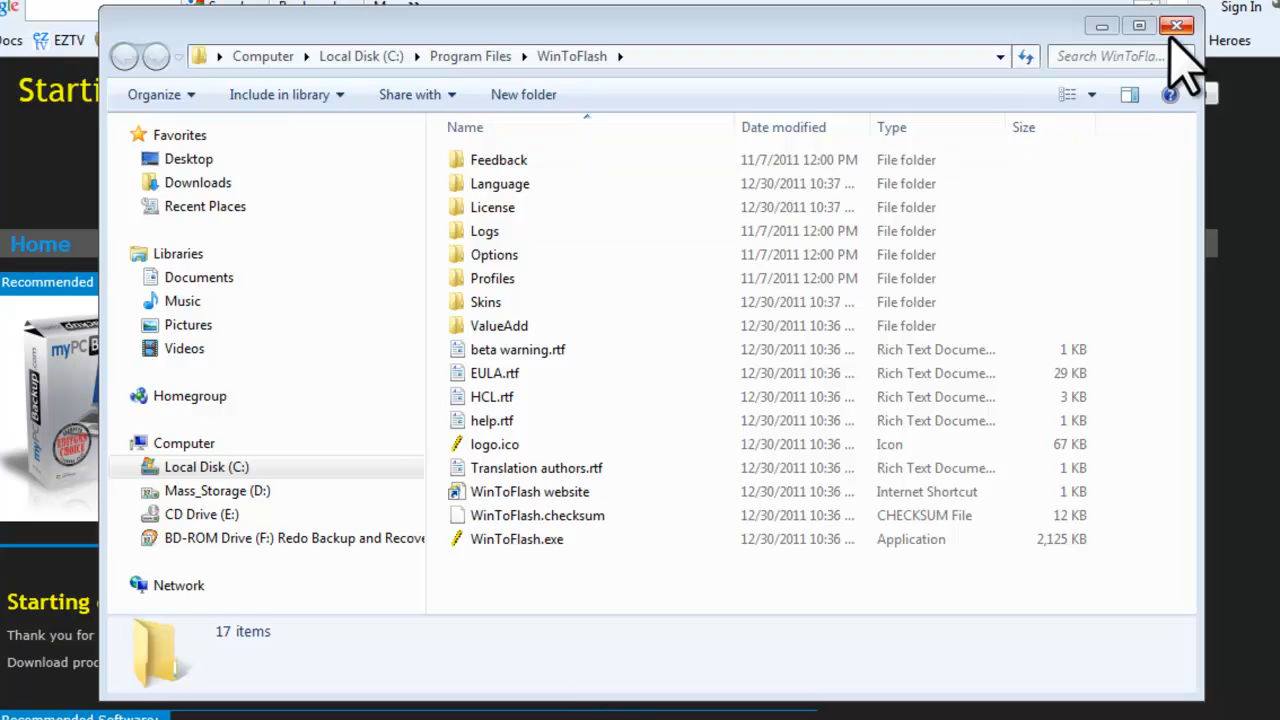 Sign In
ocs EZTV
Heroes
Computer Local Disk (C:) Program Files WinToFlash
Search WinToFla...
Starti
Organize Include in library Share with New folder
Name Date modified Type Size
Favorites
Desktop
Downloads
Recent Places
Libraries
Documents
Music
Pictures
Videos
Homegroup
Computer
Local Disk (C:)
Mass_Storage (D:)
CD Drive (E:)
BD-ROM Drive (F:) Redo Backup and Recove
Network
Feedback 11/7/2011 12:00 PM File folder
Language 12/30/2011 10:37 ... File folder
License 12/30/2011 10:37 ... File folder
Logs 11/7/2011 12:00 PM File folder
Options 11/7/2011 12:00 PM File folder
Profiles 11/7/2011 12:00 PM File folder
Skins 12/30/2011 10:37 ... File folder
ValueAdd 12/30/2011 10:36 ... File folder
beta warning.rtf 12/30/2011 10:36 ... Rich Text Docume... 1 KB
EULA.rtf 12/30/2011 10:36 ... Rich Text Docume... 29 KB
HCL.rtf 12/30/2011 10:36 ... Rich Text Docume... 3 KB
help.rtf 12/30/2011 10:36 ... Rich Text Docume... 1 KB
logo.ico 12/30/2011 10:36 ... Icon 67 KB
Translation authors.rtf 12/30/2011 10:36 ... Rich Text Docume... 1 KB
WinToFlash website 12/30/2011 10:36 ... Internet Shortcut 1 KB
WinToFlash.checksum 12/30/2011 10:36 ... CHECKSUM File 12 KB
WinToFlash.exe 12/30/2011 10:36 ... Application 2,125 KB
17 items
Home
Recommended
myPC B
myPCBackup.com
EDITORS CHOICE
Starting
Thank you for
Download proc
Recommended Software: